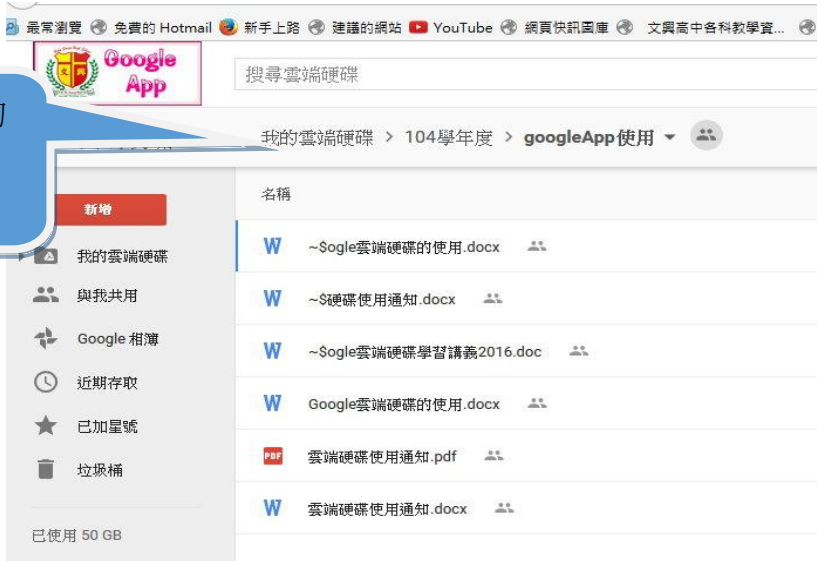 最常瀏覽 免費的 Hotmail 新手上路 建議的網站 YouTube 網頁快訊圖庫 文興高中各科教學資...
Google
App
搜尋雲端硬碟
我的雲端硬碟 > 104學年度 > googleApp使用
新增
名稱
我的雲端硬碟
與我共用
Google 相簿
近期存取
已加星號
垃圾桶
已使用 50 GB
~$ogle雲端硬碟的使用.docx
~$硬碟使用通知.docx
~$ogle雲端硬碟學習講義2016.doc
Google雲端硬碟的使用.docx
PDF 雲端硬碟使用通知.pdf
雲端硬碟使用通知.docx